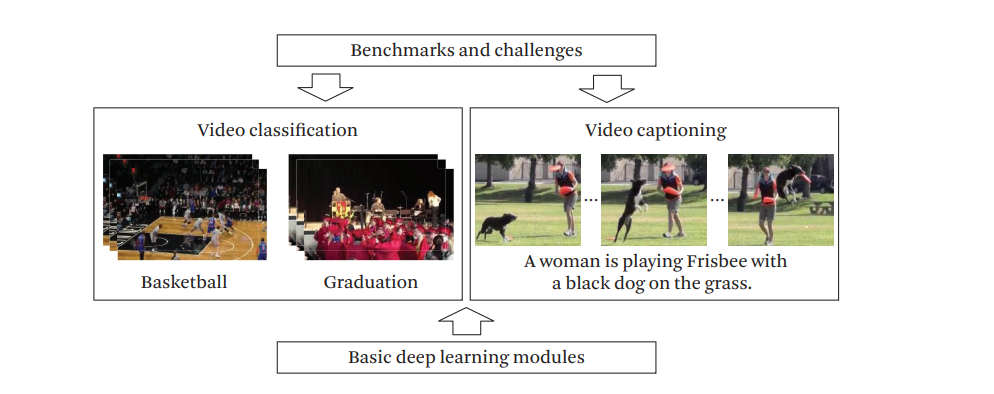 Benchmarks and challenges
Video classification
Basketball
Graduation
Video captioning
...
...
A woman is playing Frisbee with
a black dog on the grass.
Basic deep learning modules